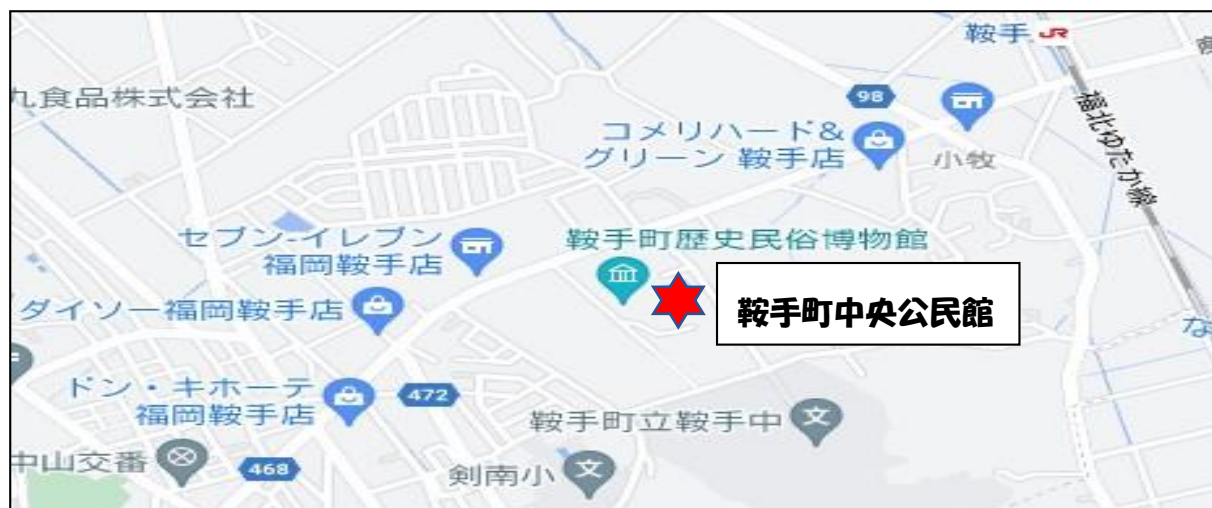 鞍手 JR
98
九食品株式会社
コメリハード&
グリーン 鞍手店
小牧
福北ゆたか線
セブン-イレブン
福岡鞍手店
鞍手町歴史民俗博物館
鞍手町中央公民館
ダイソー福岡鞍手店
な
ドン・キホーテ
福岡鞍手店
472
鞍手町立鞍手中
中山交番
468
剣南小